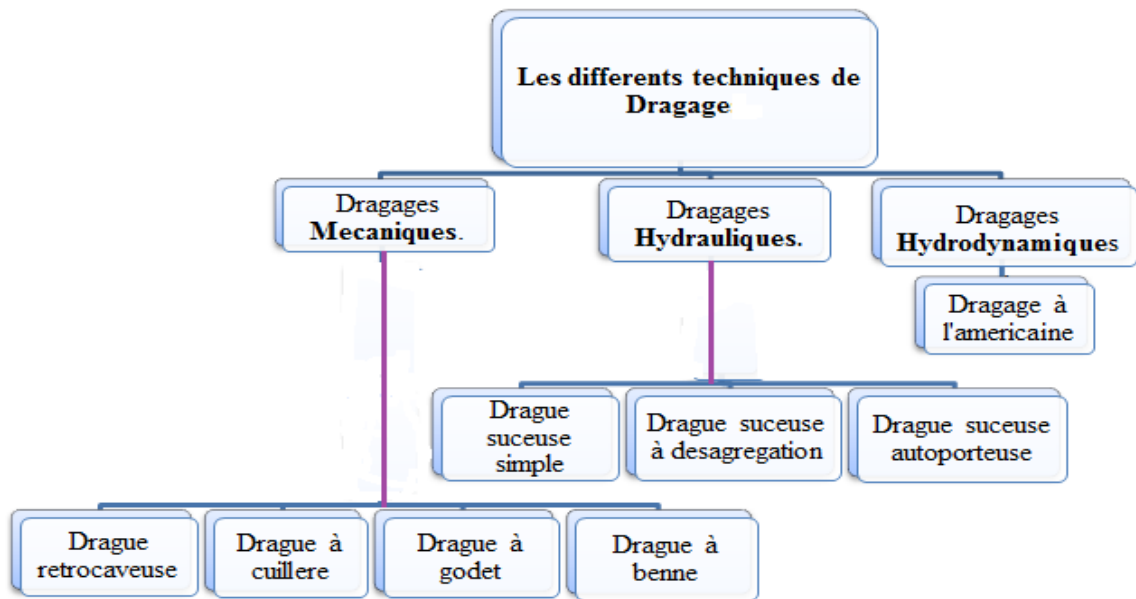 Les differents techniques de
Dragage
Dragages
Mecaniques.
Dragages
Hydrauliques.
Dragages
Hydrodynamiques
Dragage à
l'americaine
Drague
suceuse
simple
Drague suceuse
à desagregation
Drague suceuse
autoporteuse
Drague
retrocaveuse
Drague à
cuillere
Drague à
godet
Drague à
benne